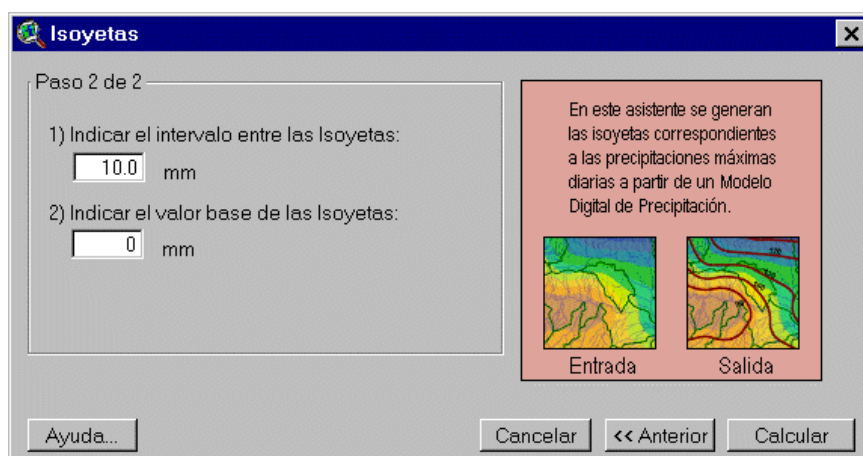 Isoyetas
Paso 2 de 2
1) Indicar el intervalo entre las Isoyetas:
10.0 mm
2) Indicar el valor base de las Isoyetas:
0 mm
En este asistente se generan
las isoyetas correspondientes
a las precipitaciones máximas
diarias a partir de un Modelo
Digital de Precipitación.
Entrada
Salida
Ayuda...
Cancelar
<< Anterior
Calcular